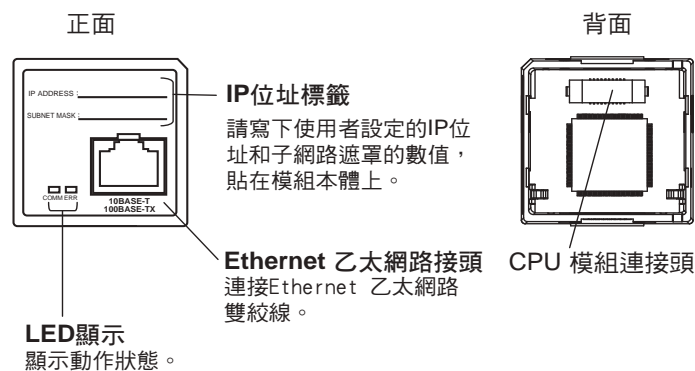 正面
背面
IP ADDRESS :
SUBNET MASK :
COMM ERR
10BASE-T
100BASE-TX
IP位址標籤
請寫下使用者設定的IP位
址和子網路遮罩的數值，
貼在模組本體上。
Ethernet 乙太網路接頭
連接Ethernet 乙太網路
雙絞線。
CPU 模組連接頭
LED顯示
顯示動作狀態。